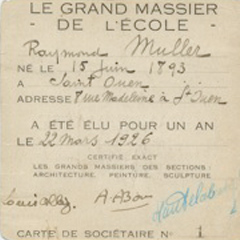 LE GRAND MASSIER
- DE L'ÉCOLE -
Raymond Muller
NÉ LE 15 Juin 1893
A Saint Ouen
ADRESSE 7 rue Madeleine à St Ouen
A ÉTÉ ÉLU POUR UN AN
LE 22 Mars 1926
CERTIFIÉ EXACT
LES GRANDS MASSIERS DES SECTIONS :
ARCHITECTURE, PEINTURE, SCULPTURE
CARTE DE SOCIÉTAIRE N° 1